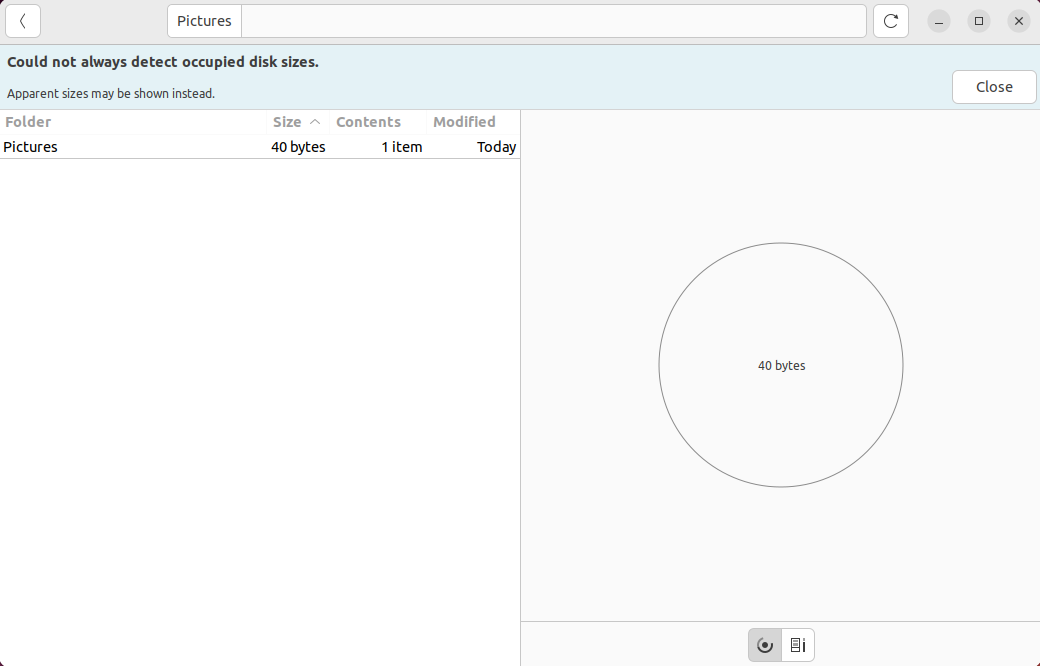 Pictures
Could not always detect occupied disk sizes.
Apparent sizes may be shown instead.
Close
Folder Size Contents Modified
Pictures 40 bytes 1 item Today
40 bytes